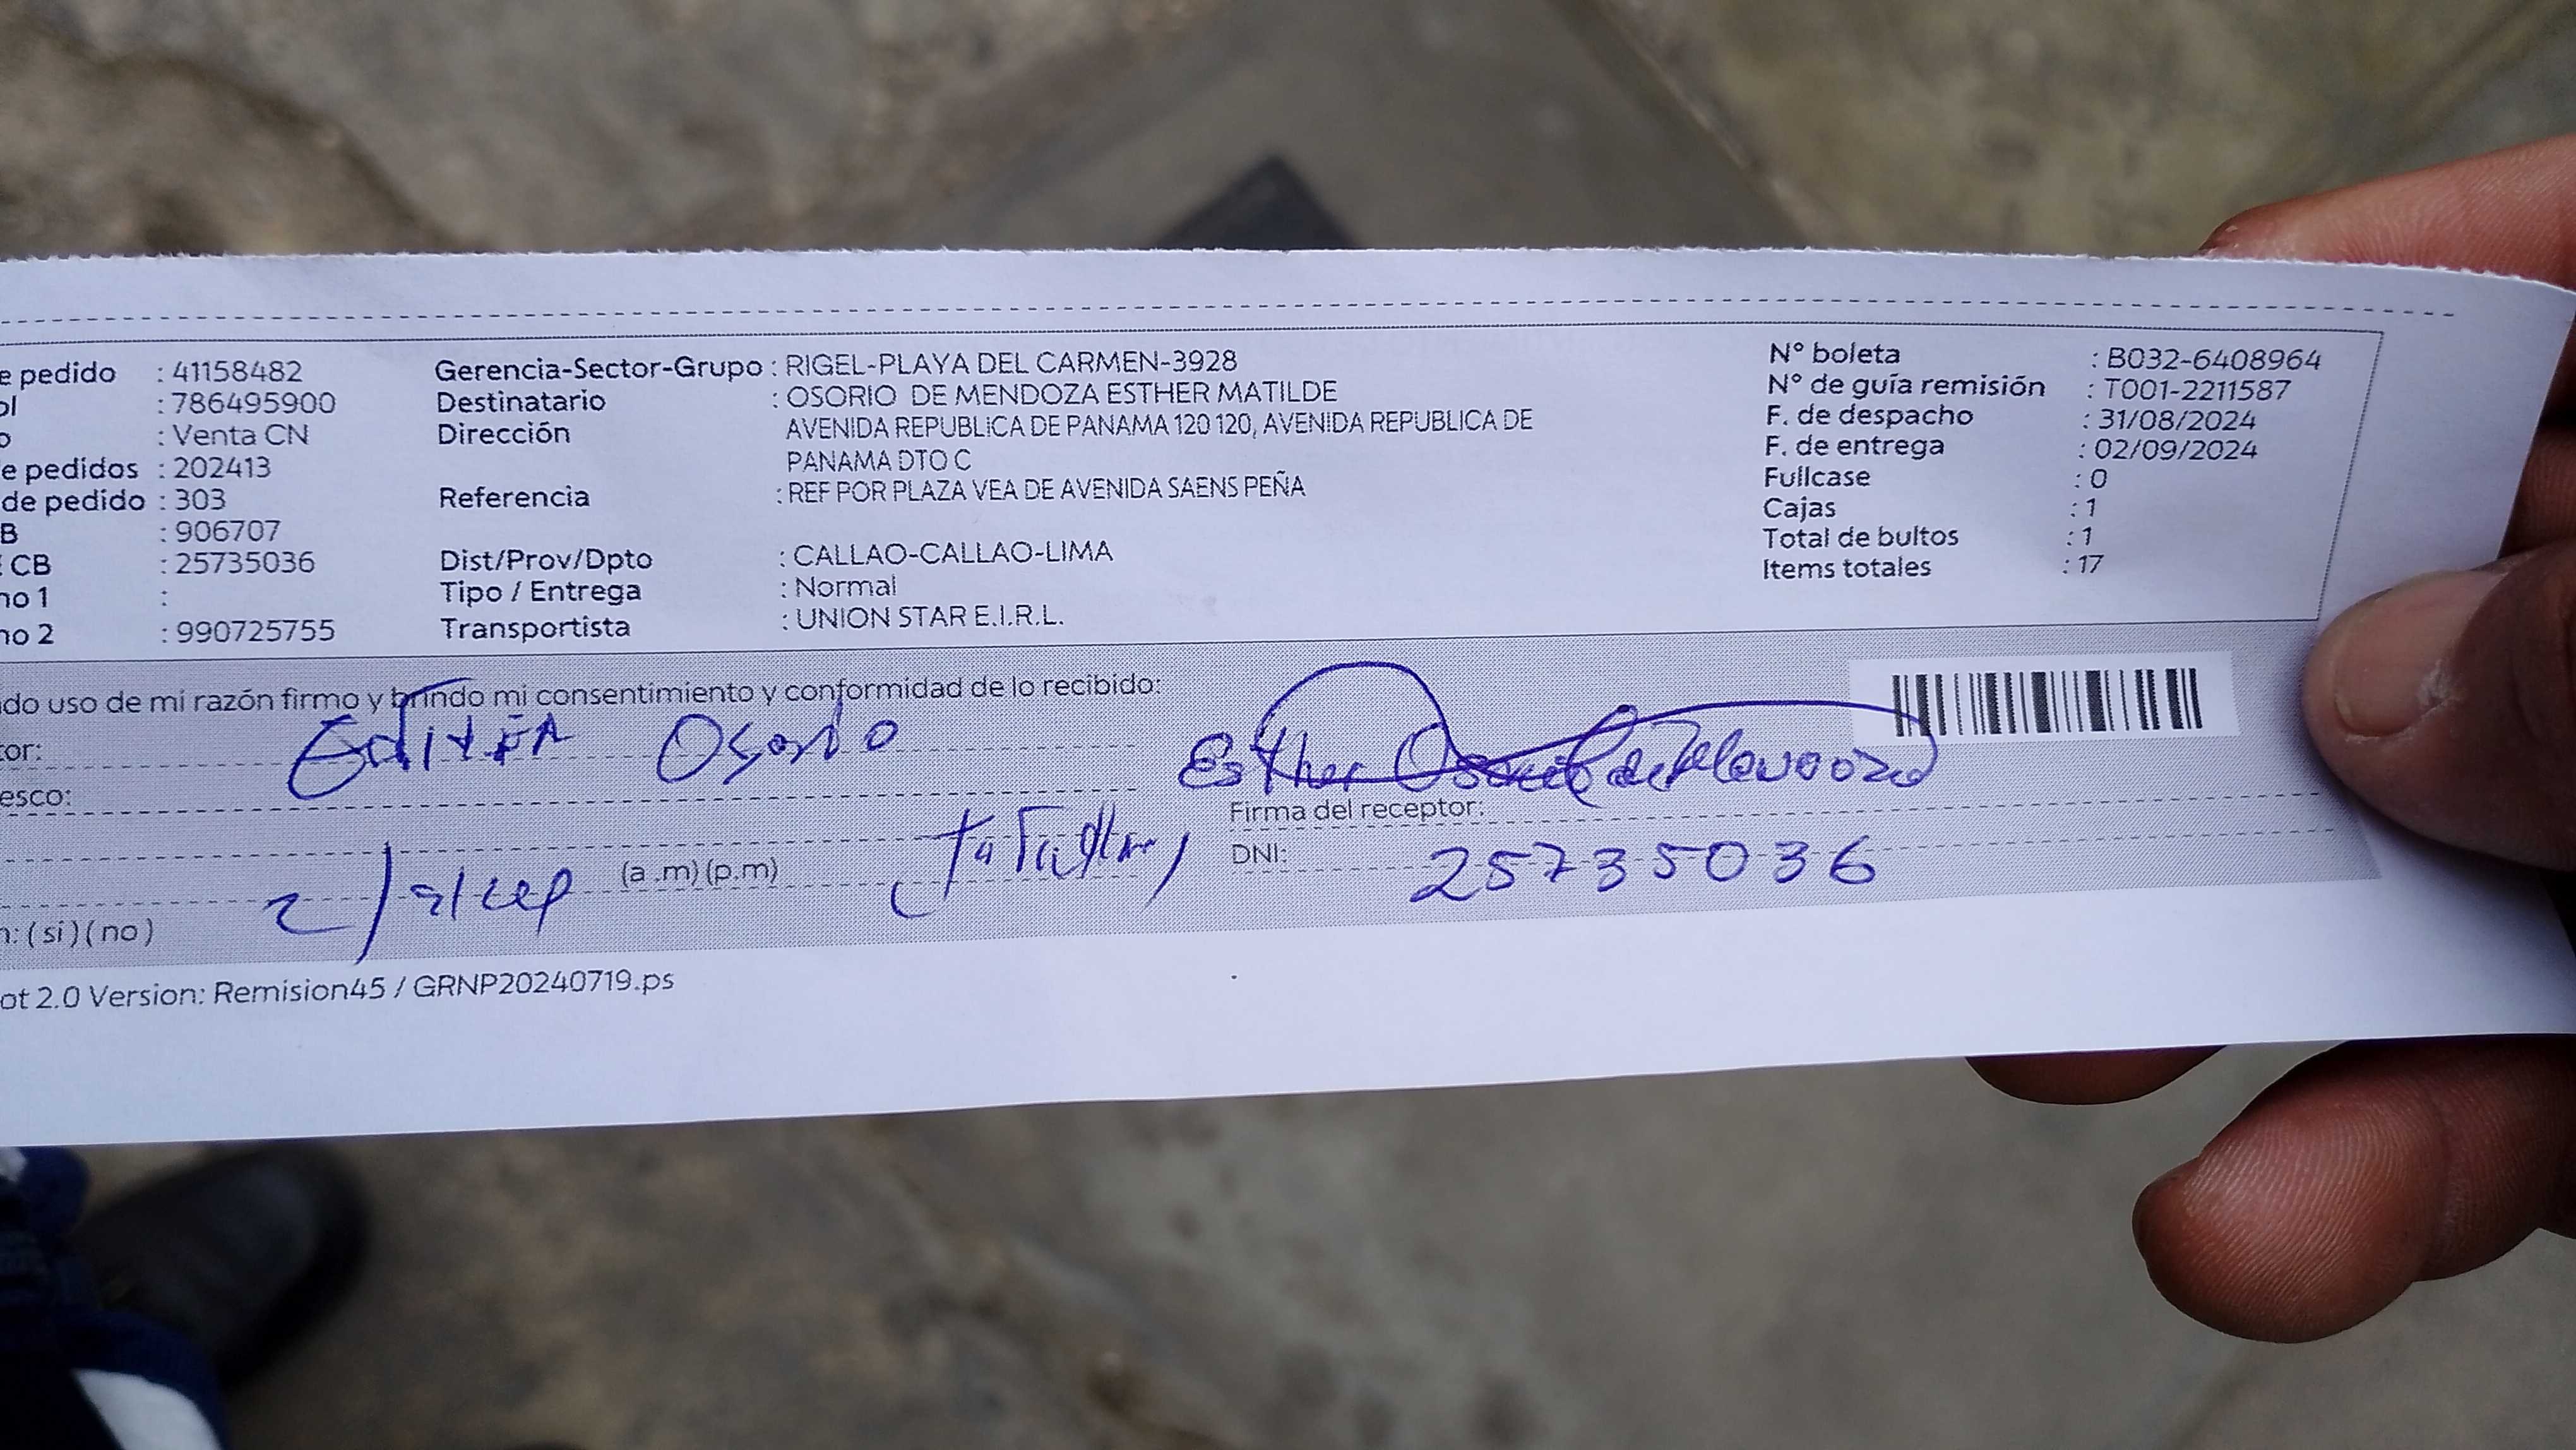 e pedido : 41158482 Gerencia-Sector-Grupo : RIGEL-PLAYA DEL CARMEN-3928 N° boleta : B032-6408964
ol : 786495900 Destinatario : OSORIO DE MENDOZA ESTHER MATILDE N° de guía remisión : T001-2211587
o : Venta CN Dirección AVENIDA REPUBLICA DE PANAMA 120 120, AVENIDA REPUBLICA DE F. de despacho : 31/08/2024
PANAMA DTO C F. de entrega : 02/09/2024
e pedidos : 202413
de pedido : 303 Referencia : REF POR PLAZA VEA DE AVENIDA SAENS PEÑA Fullcase : 0
B : 906707 Cajas : 1
CB : 25735036 Dist/Prov/Dpto : CALLAO-CALLAO-LIMA Total de bultos : 1
no 1 : Tipo / Entrega : Normal Items totales : 17
no 2 : 990725755 Transportista : UNION STAR E.I.R.L.
do uso de mi razón firmo y brindo mi consentimiento y conformidad de lo recibido:
tor: Osorio Esther
esco: Firma del receptor:
(a .m) (p.m) DNI: 25735036
n: ( si ) ( no )
ot 2.0 Version: Remision45 / GRNP20240719.ps